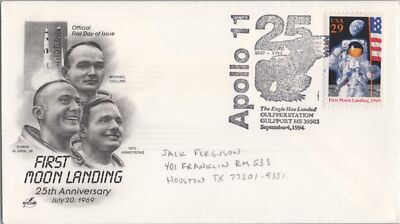 Official
First Day of Issue
MICHAEL
COLLINS
EDWIN
ALDRIN, JR
NEIL
ARMSTRONG
FIRST
MOON LANDING
25th Anniversary
July 20, 1969
Apollo 11
25
1969 - 1994
The Eagle Has Landed
GULFPEX STATION
GULFPORT MS 39503
September 4, 1994
USA
29
First Moon Landing, 1969
JACK FERGUSON
401 FRANKLIN RM 533
HOUSTON TX 77201-9331